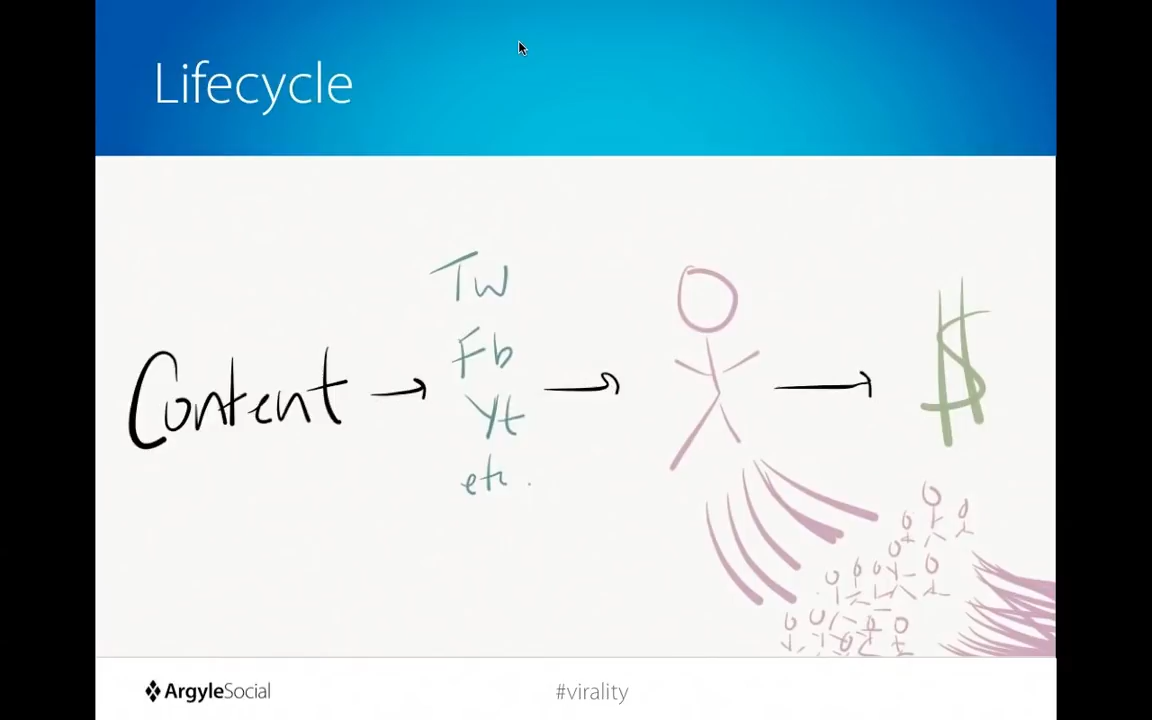 Lifecycle
Content
Tw
Fb
Yt
etc.
$
ArgyleSocial
#virality